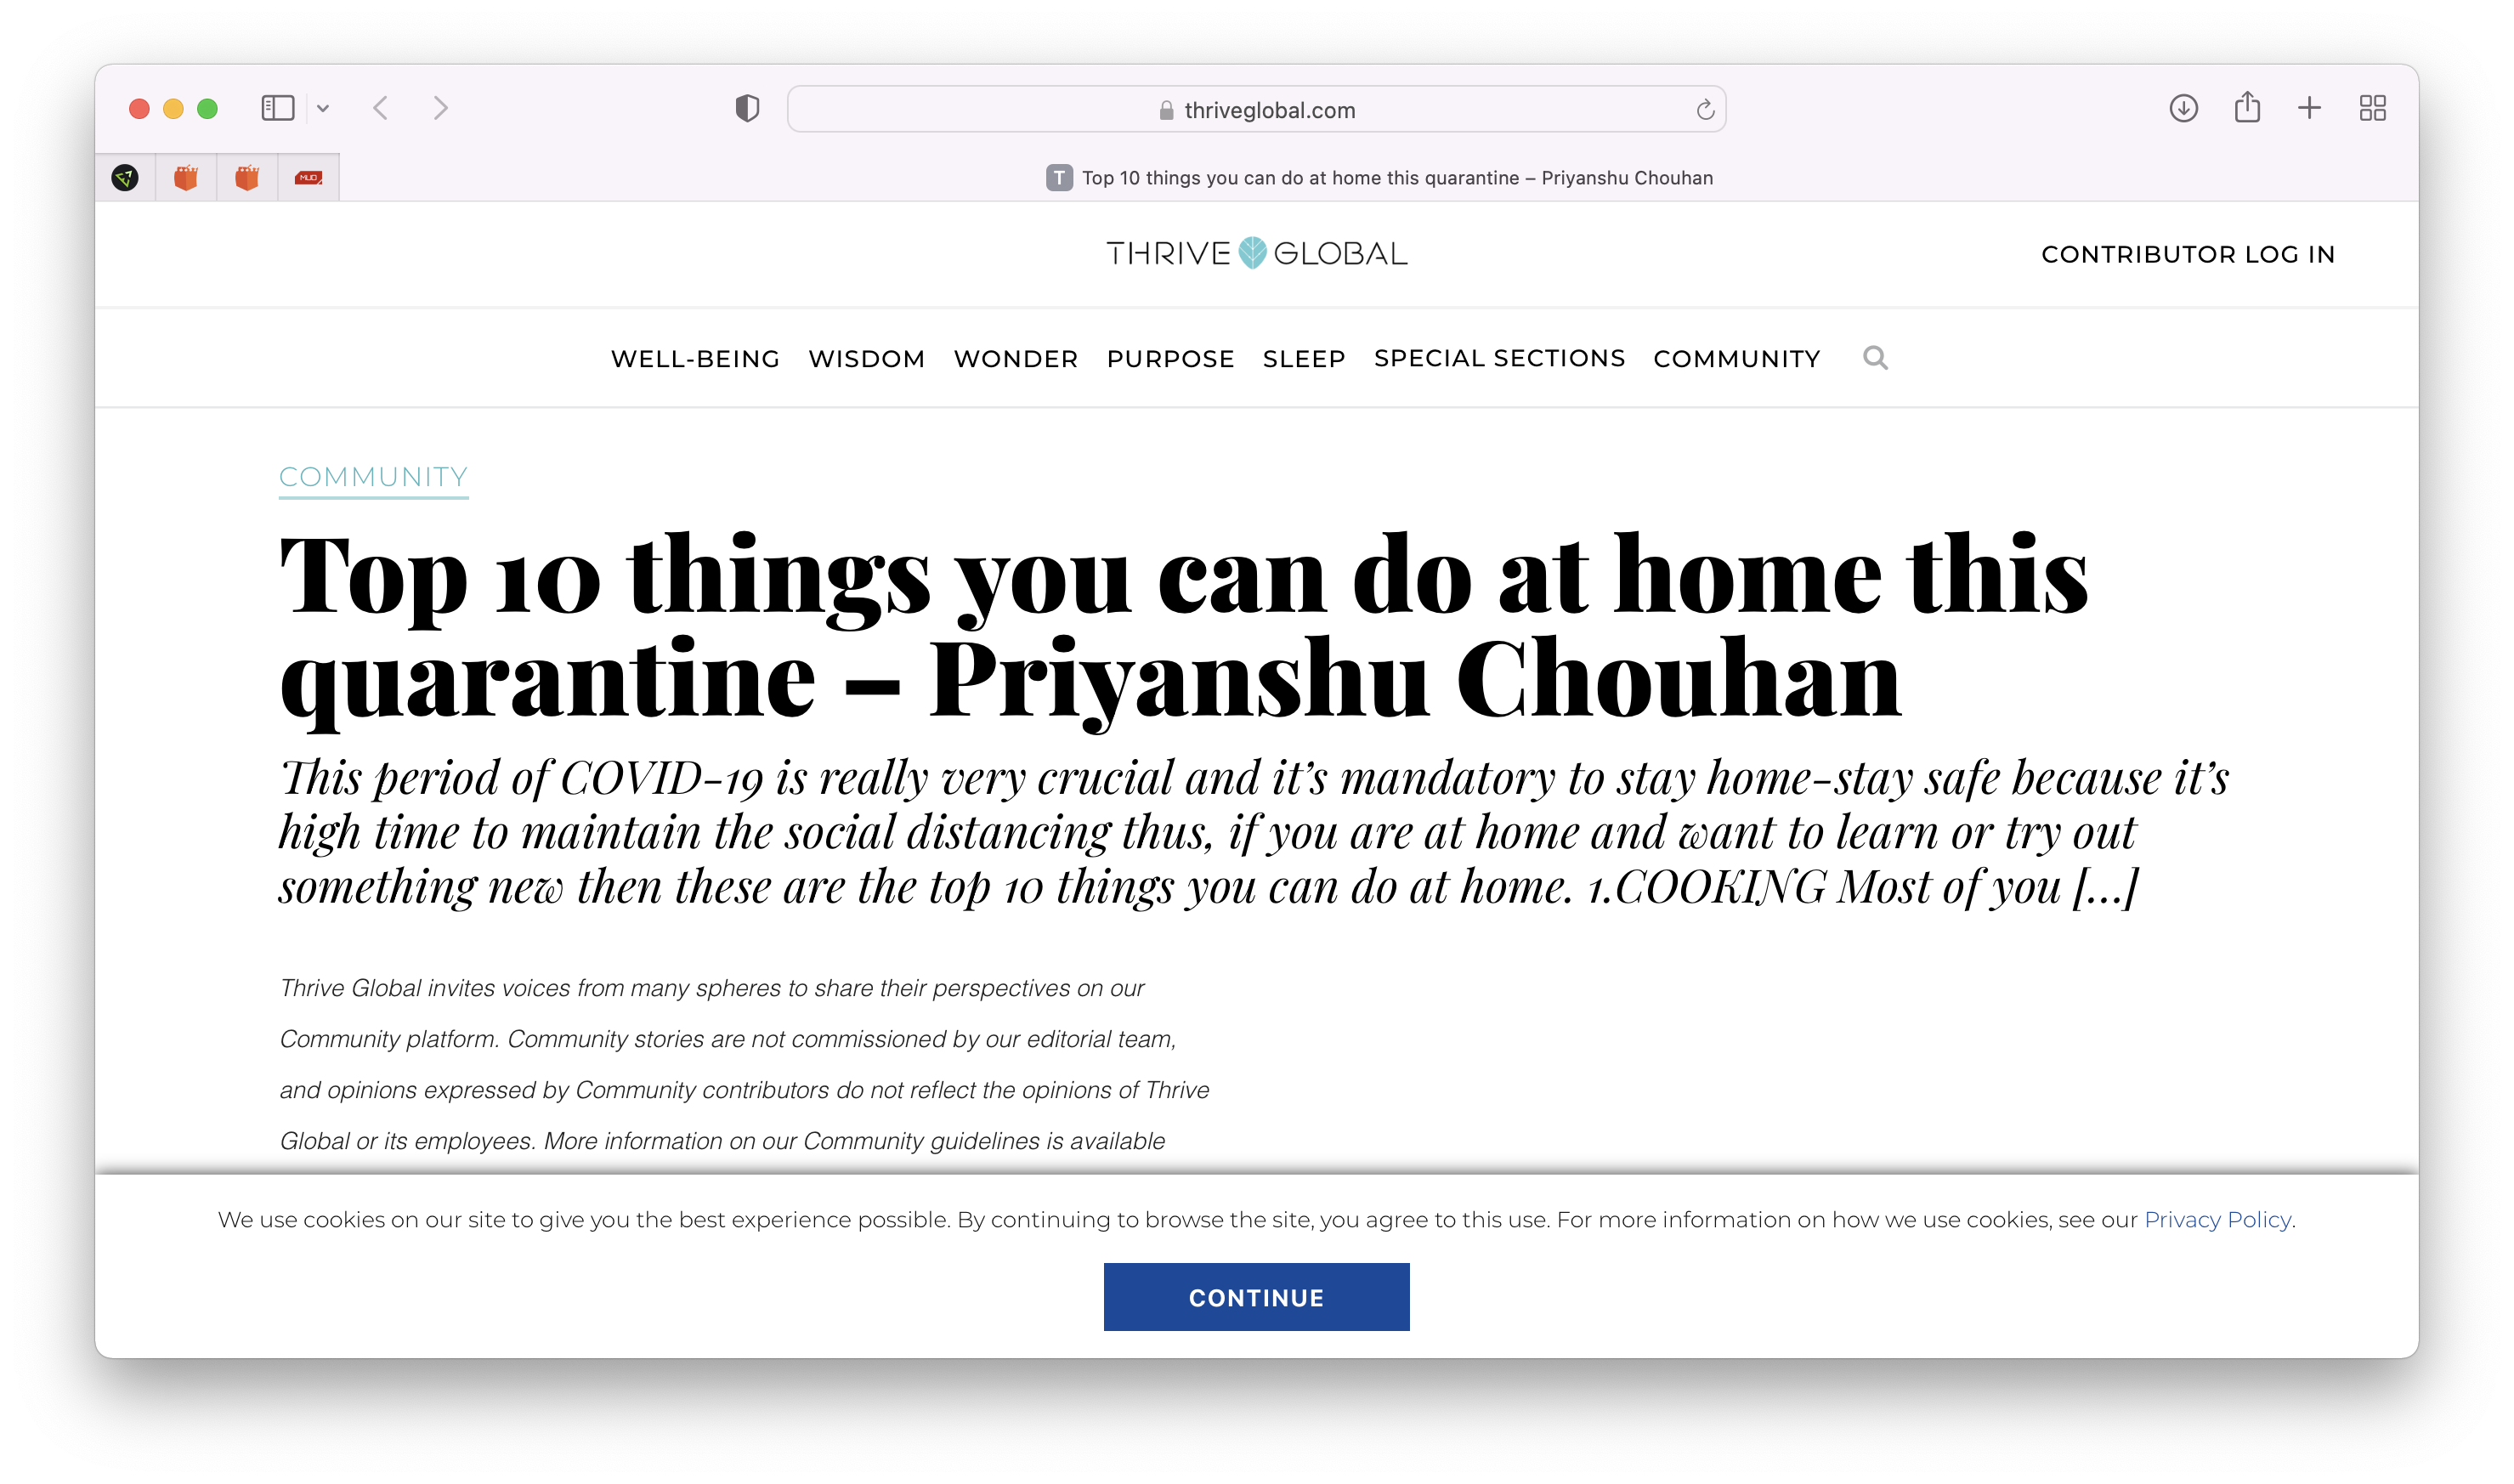 thriveglobal.com
MUO
T Top 10 things you can do at home this quarantine – Priyanshu Chouhan
THRIVE GLOBAL
CONTRIBUTOR LOG IN
WELL-BEING WISDOM WONDER PURPOSE SLEEP SPECIAL SECTIONS COMMUNITY
COMMUNITY
Top 10 things you can do at home this
quarantine – Priyanshu Chouhan
This period of COVID-19 is really very crucial and it’s mandatory to stay home-stay safe because it’s
high time to maintain the social distancing thus, if you are at home and want to learn or try out
something new then these are the top 10 things you can do at home. 1.COOKING Most of you [...]
Thrive Global invites voices from many spheres to share their perspectives on our
Community platform. Community stories are not commissioned by our editorial team,
and opinions expressed by Community contributors do not reflect the opinions of Thrive
Global or its employees. More information on our Community guidelines is available
We use cookies on our site to give you the best experience possible. By continuing to browse the site, you agree to this use. For more information on how we use cookies, see our Privacy Policy.
CONTINUE